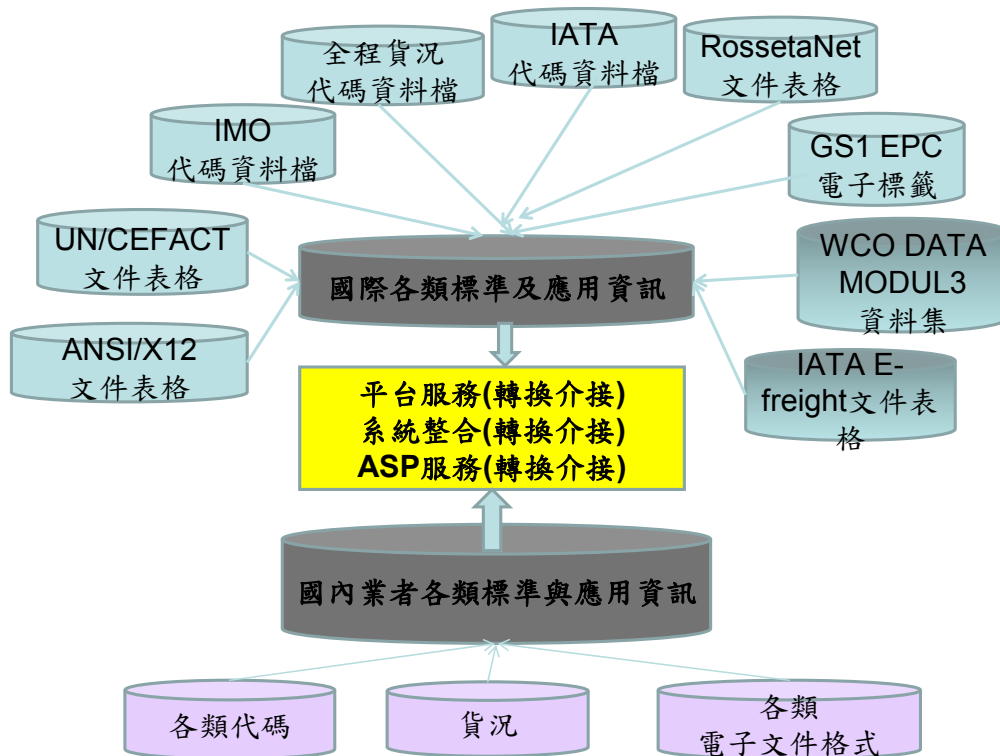 IATA
代碼資料檔
全程貨況
代碼資料檔
RossetaNet
文件表格
IMO
代碼資料檔
GS1 EPC
電子標籤
UN/CEFACT
文件表格
WCO DATA
MODUL3
資料集
國際各類標準及應用資訊
ANSI/X12
文件表格
IATA E-
freight文件表
格
平台服務(轉換介接)
系統整合(轉換介接)
ASP服務(轉換介接)
國內業者各類標準與應用資訊
各類代碼
貨況
各類
電子文件格式